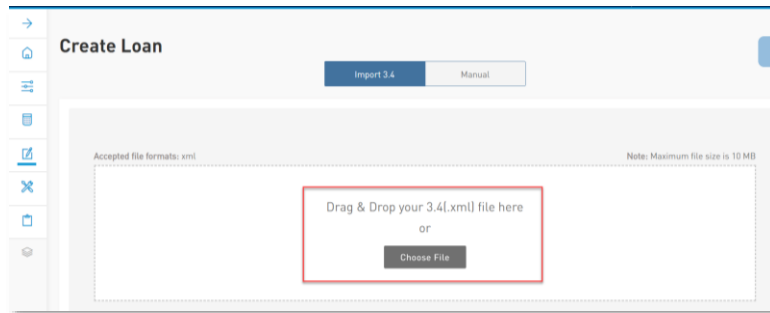 Create Loan
Import 3.4
Manual
Accepted file formats: xml
Note: Maximum file size is 10 MB
Drag & Drop your 3.4(.xml) file here
or
Choose File